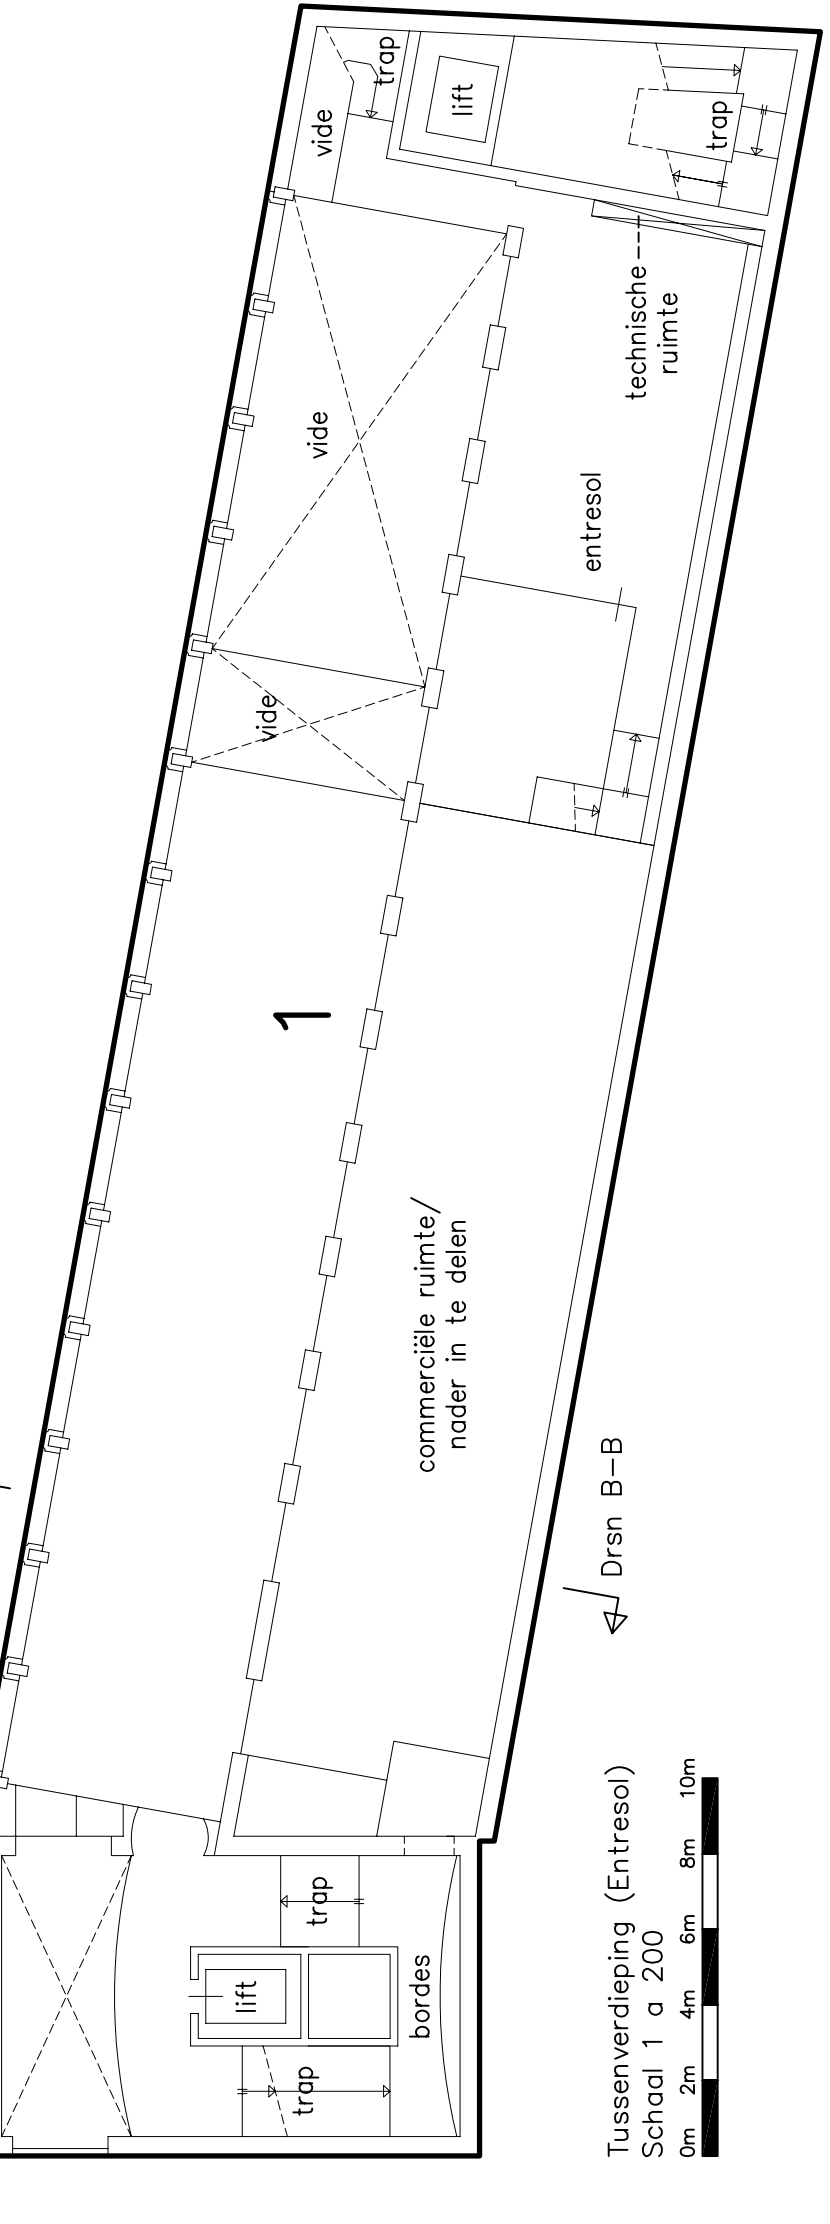 trap
lift
vide
trap
technische
ruimte
vide
entresol
vide
1
commerciële ruimte/
nader in te delen
Drsn B-B
trap
lift
bordes
trap
Tussenverdieping (Entresol)
Schaal 1 a 200
0m 2m 4m 6m 8m 10m